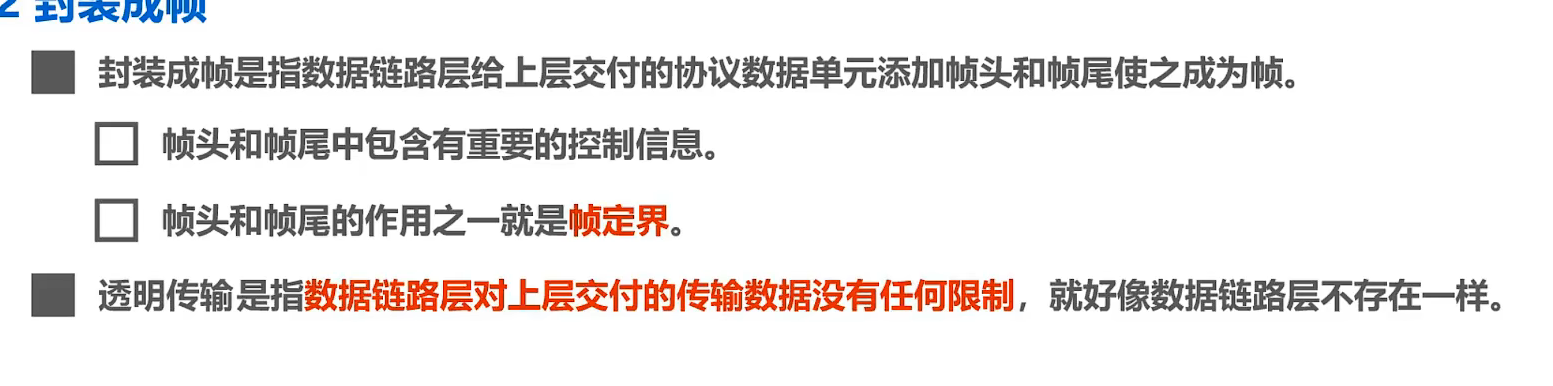 2 封装成帧
封装成帧是指数据链路层给上层交付的协议数据单元添加帧头和帧尾使之成为帧。
帧头和帧尾中包含有重要的控制信息。
帧头和帧尾的作用之一就是帧定界。
透明传输是指数据链路层对上层交付的传输数据没有任何限制，就好像数据链路层不存在一样。